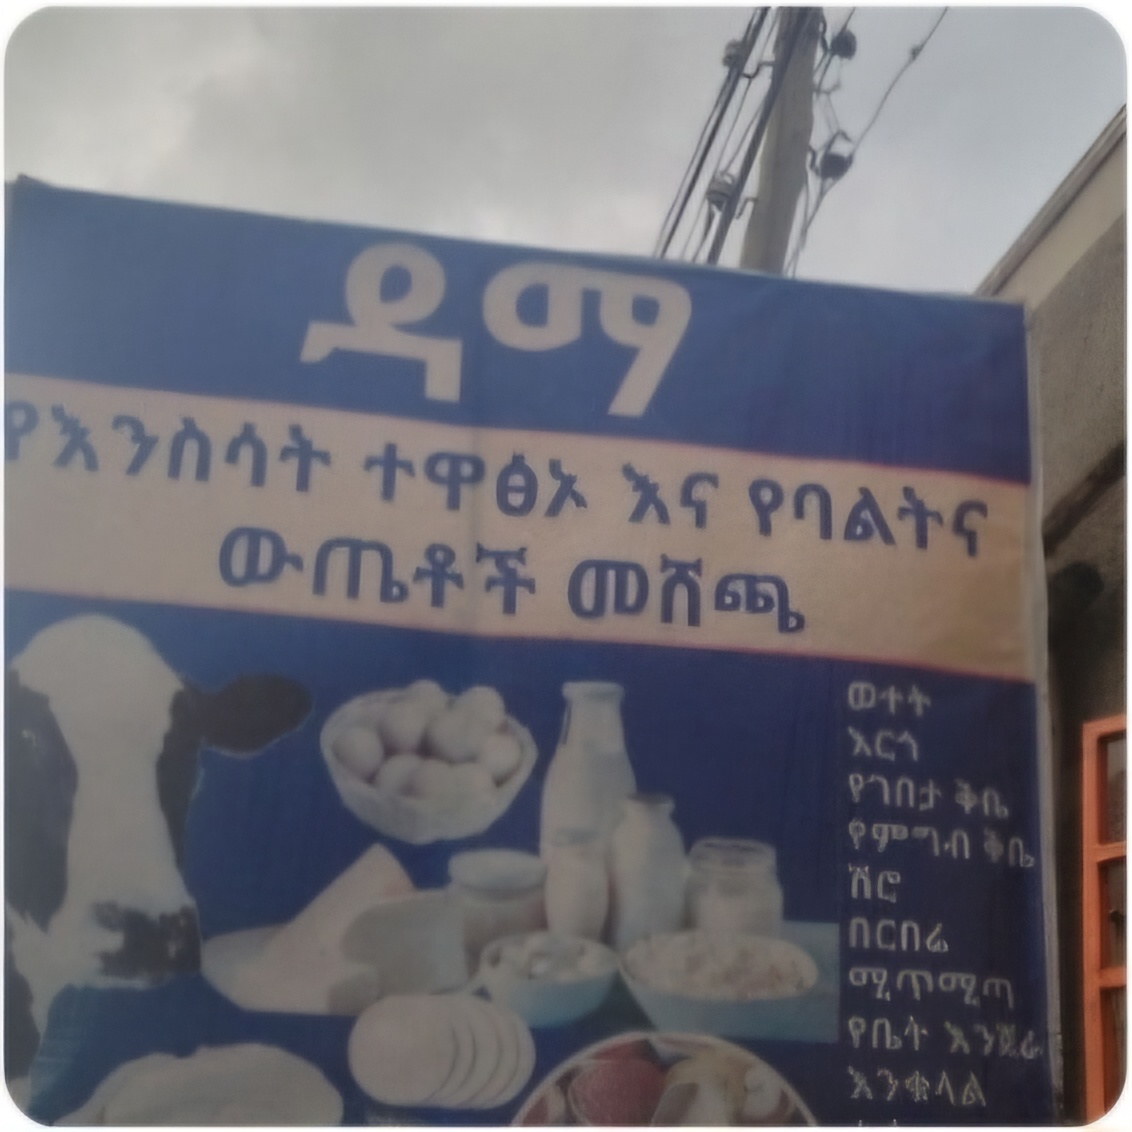 ዳማ
የእንስሳት ተዋፅኦ እና የባልትና
ውጤቶች መሸጫ
ወተት
እርጎ
የገበታ ቅቤ
የምግብ ቅቤ
ሽሮ
በርበሬ
ሚጥሚጣ
የቤት እንጀራ
እንቁላል